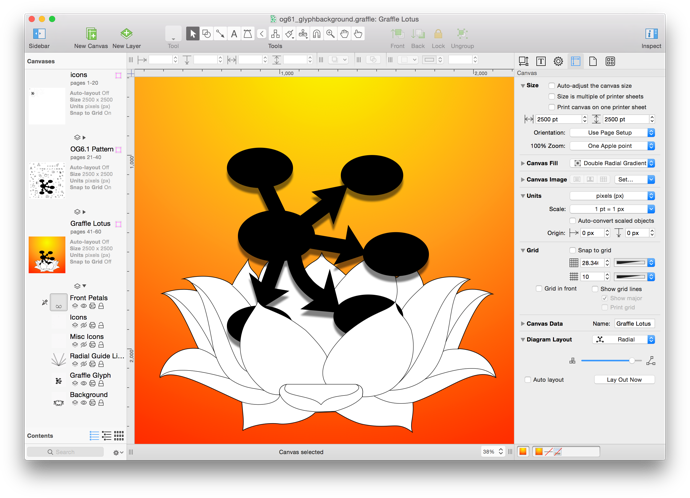 og61_glyphbackground.graffle: Graffle Lotus
Sidebar
New Canvas
New Layer
Tool
Tools
Front
Back
Lock
Ungroup
Inspect
Canvases
icons
pages 1-20
Auto-layout Off
Size 2500 x 2500
Units pixels (px)
Snap to Grid On
OG6.1 Pattern
pages 21-40
Auto-layout Off
Size 2500 x 2500
Units pixels (px)
Snap to Grid On
Graffle Lotus
pages 41-60
Auto-layout Off
Size 2500 x 2500
Units pixels (px)
Snap to Grid Off
Front Petals
Icons
Misc Icons
Radial Guide Li...
Graffle Glyph
Background
Contents
Search
1,000
2,000
1,000
2,000
Canvas selected
38%
Canvas
Size
Auto-adjust the canvas size
Size is multiple of printer sheets
Print canvas on one printer sheet
2500 pt
2500 pt
Orientation: Use Page Setup
100% Zoom: One Apple point
Canvas Fill
Double Radial Gradient
Canvas Image
Set...
Units
pixels (px)
Scale: 1 pt = 1 px
Auto-convert scaled objects
Origin: 0 px
0 px
Grid
Snap to grid
28.34
10
Grid in front
Show grid lines
Show major
Print grid
Canvas Data
Name: Graffle Lotus
Diagram Layout
Radial
Auto layout
Lay Out Now